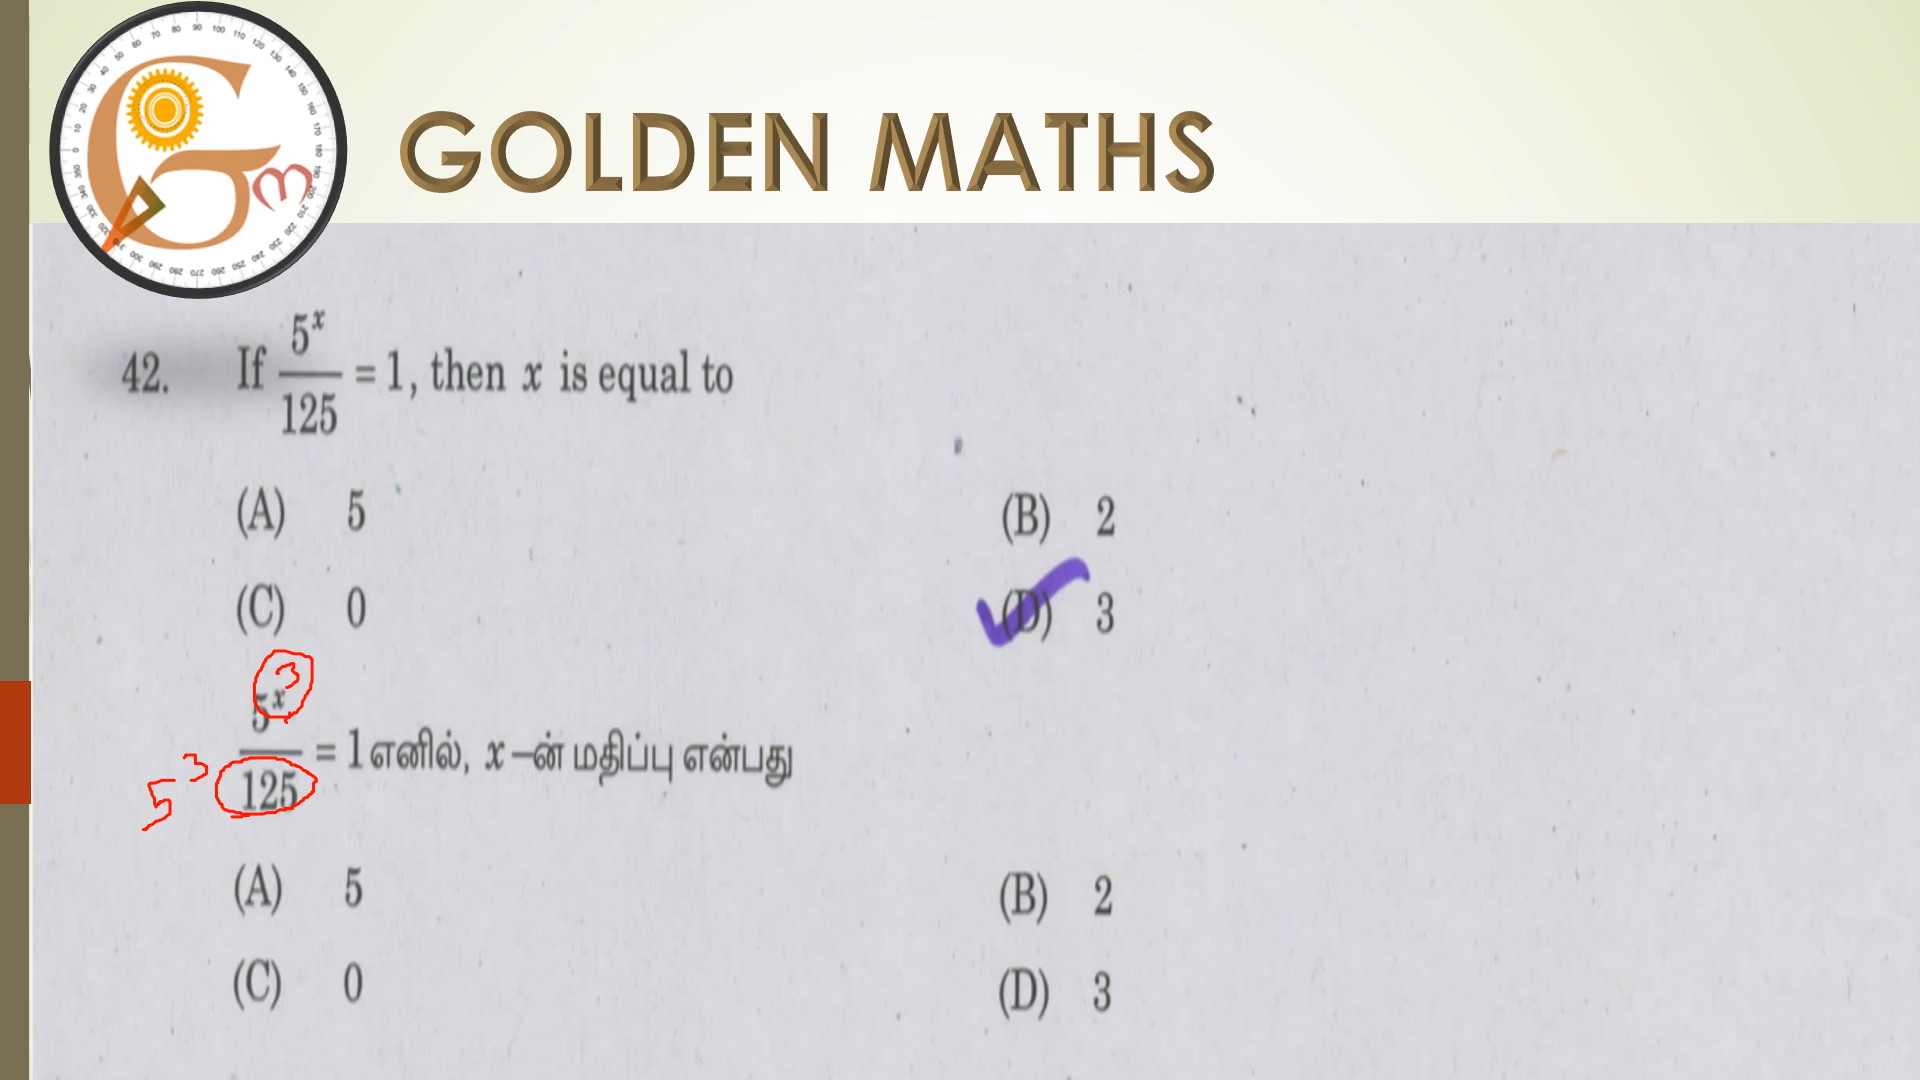 GOLDEN MATHS
Gm
42. If 5^x/125 = 1, then x is equal to
(A) 5 (B) 2
(C) 0 (D) 3
3
5^x/125 = 1 எனில், x –ன் மதிப்பு என்பது
5^3
(A) 5 (B) 2
(C) 0 (D) 3